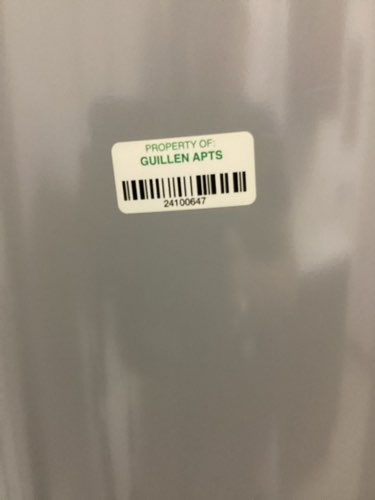 PROPERTY OF:
GUILLEN APTS
24100647